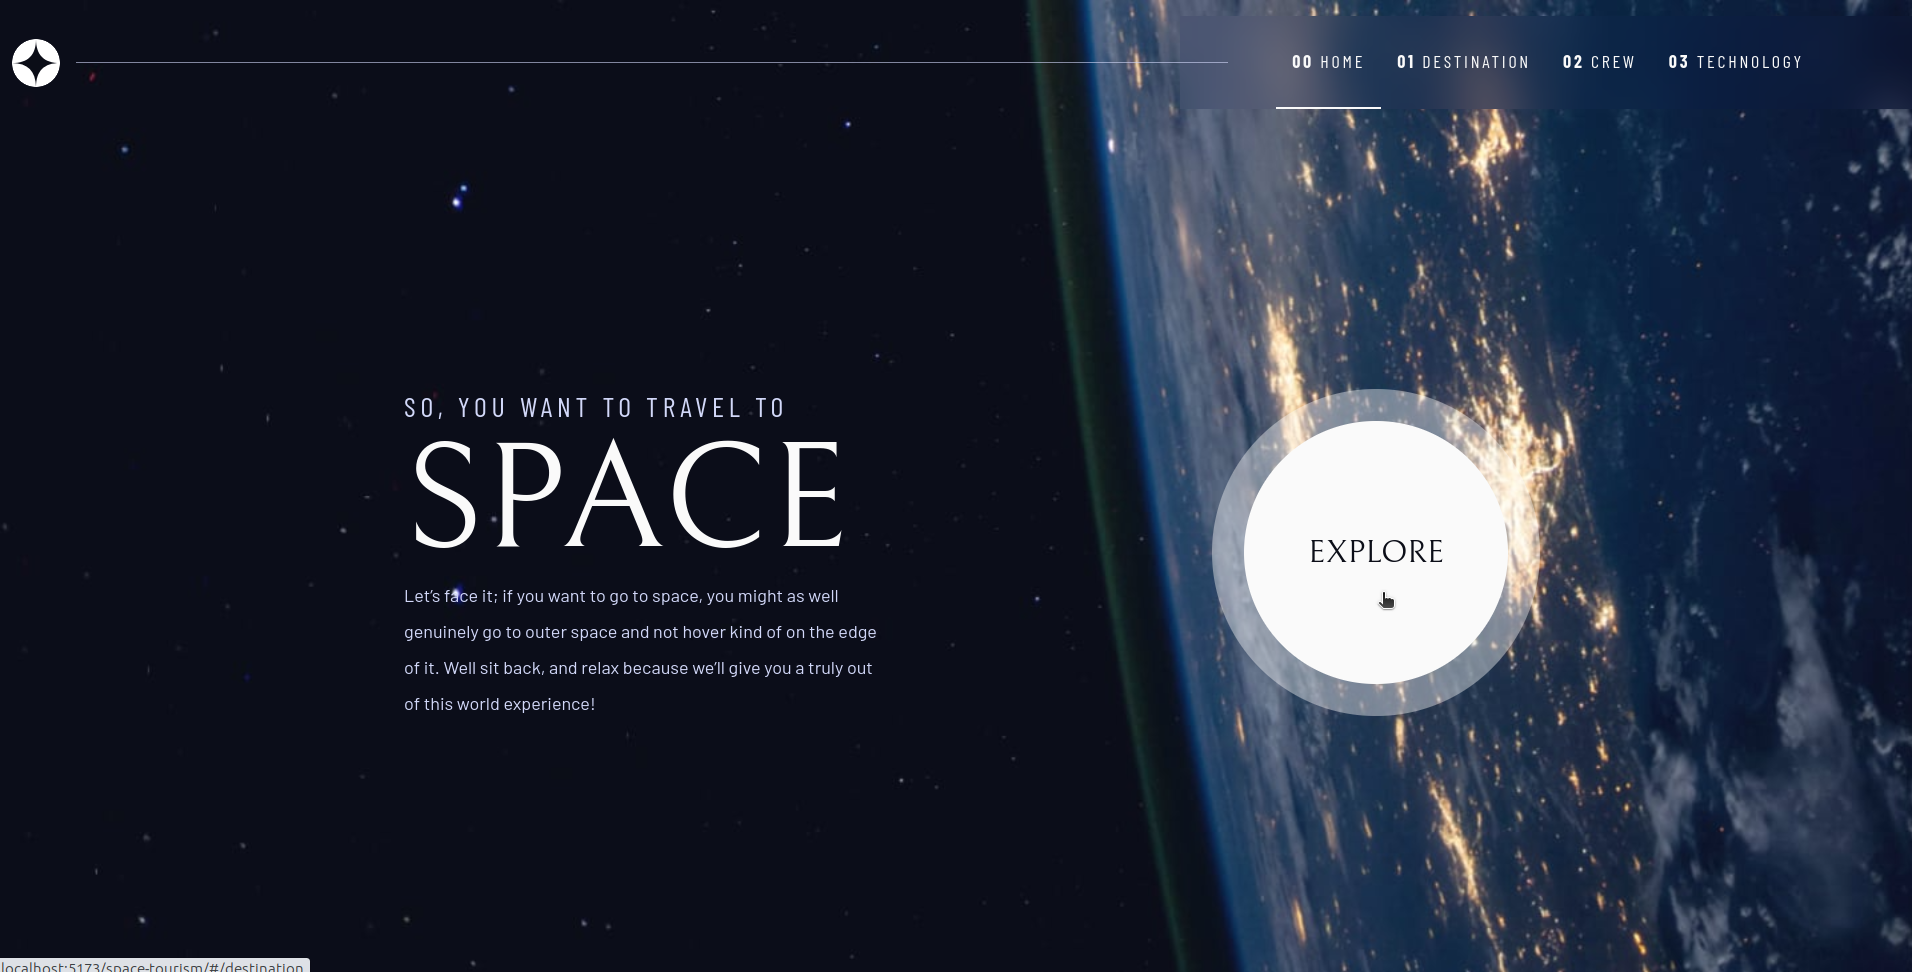 00 HOME 01 DESTINATION 02 CREW 03 TECHNOLOGY
SO, YOU WANT TO TRAVEL TO
SPACE
Let’s face it; if you want to go to space, you might as well
genuinely go to outer space and not hover kind of on the edge
of it. Well sit back, and relax because we’ll give you a truly out
of this world experience!
EXPLORE
localhost:5173/space-tourism/#/destination